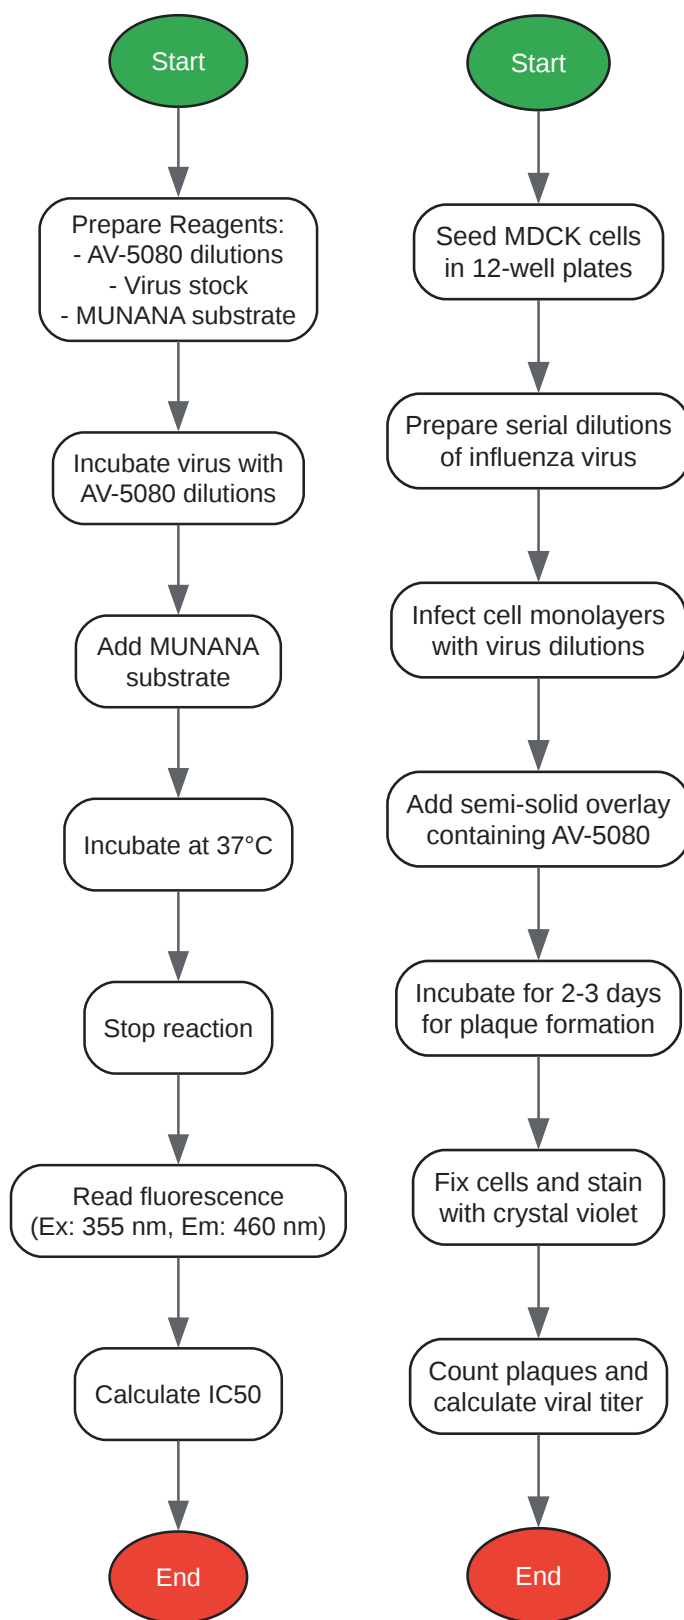 Start
Prepare Reagents:
- AV-5080 dilutions
- Virus stock
- MUNANA substrate
Incubate virus with
AV-5080 dilutions
Add MUNANA
substrate
Incubate at 37°C
Stop reaction
Read fluorescence
(Ex: 355 nm, Em: 460 nm)
Calculate IC50
End
Start
Seed MDCK cells
in 12-well plates
Prepare serial dilutions
of influenza virus
Infect cell monolayers
with virus dilutions
Add semi-solid overlay
containing AV-5080
Incubate for 2-3 days
for plaque formation
Fix cells and stain
with crystal violet
Count plaques and
calculate viral titer
End